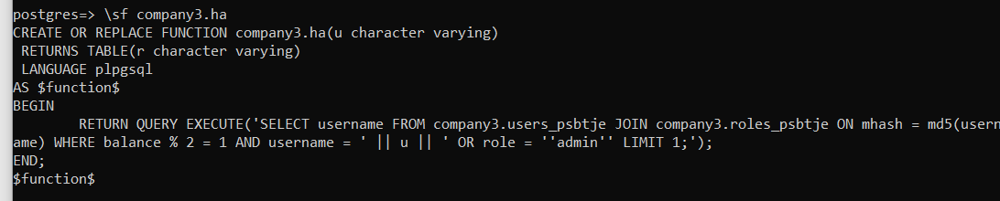 postgres=> \sf company3.ha
CREATE OR REPLACE FUNCTION company3.ha(u character varying)
 RETURNS TABLE(r character varying)
 LANGUAGE plpgsql
AS $function$
BEGIN
        RETURN QUERY EXECUTE('SELECT username FROM company3.users_psbtje JOIN company3.roles_psbtje ON mhash = md5(usern
ame) WHERE balance % 2 = 1 AND username = ' || u || ' OR role = ''admin'' LIMIT 1;');
END;
$function$